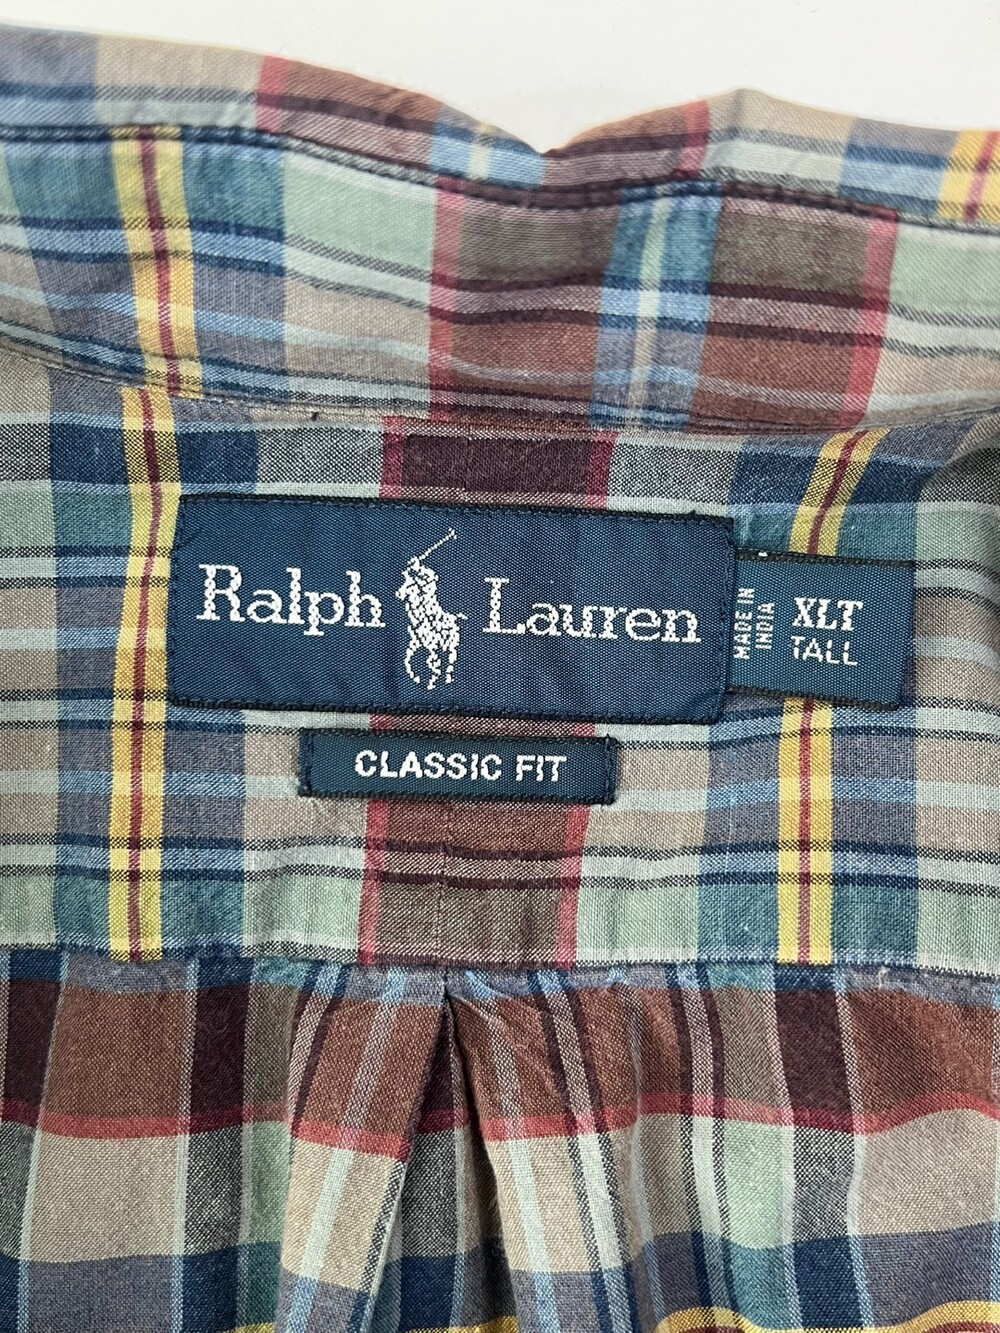 Ralph Lauren
MADE IN
INDIA
XLT
TALL
CLASSIC FIT